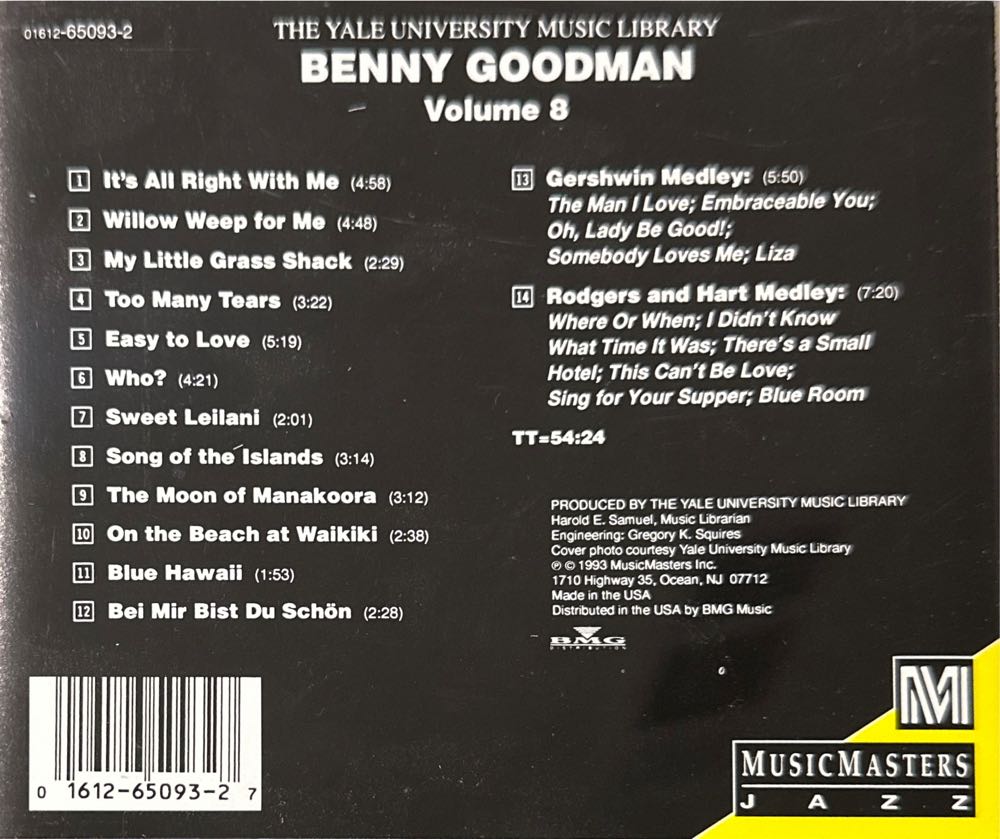 01612-65093-2
THE YALE UNIVERSITY MUSIC LIBRARY
BENNY GOODMAN
Volume 8
1 It's All Right With Me (4:58)
2 Willow Weep for Me (4:48)
3 My Little Grass Shack (2:29)
4 Too Many Tears (3:22)
5 Easy to Love (5:19)
6 Who? (4:21)
7 Sweet Leilani (2:01)
8 Song of the Islands (3:14)
9 The Moon of Manakoora (3:12)
10 On the Beach at Waikiki (2:38)
11 Blue Hawaii (1:53)
12 Bei Mir Bist Du Schön (2:28)
13 Gershwin Medley: (5:50)
The Man I Love; Embraceable You;
Oh, Lady Be Good!;
Somebody Loves Me; Liza
14 Rodgers and Hart Medley: (7:20)
Where Or When; I Didn't Know
What Time It Was; There's a Small
Hotel; This Can't Be Love;
Sing for Your Supper; Blue Room
TT=54:24
PRODUCED BY THE YALE UNIVERSITY MUSIC LIBRARY
Harold E. Samuel, Music Librarian
Engineering: Gregory K. Squires
Cover photo courtesy Yale University Music Library
℗ © 1993 MusicMasters Inc.
1710 Highway 35, Ocean, NJ 07712
Made in the USA
Distributed in the USA by BMG Music
BMG
DISTRIBUTION
0 1612-65093-2 7
MM
MUSICMASTERS
JAZZ